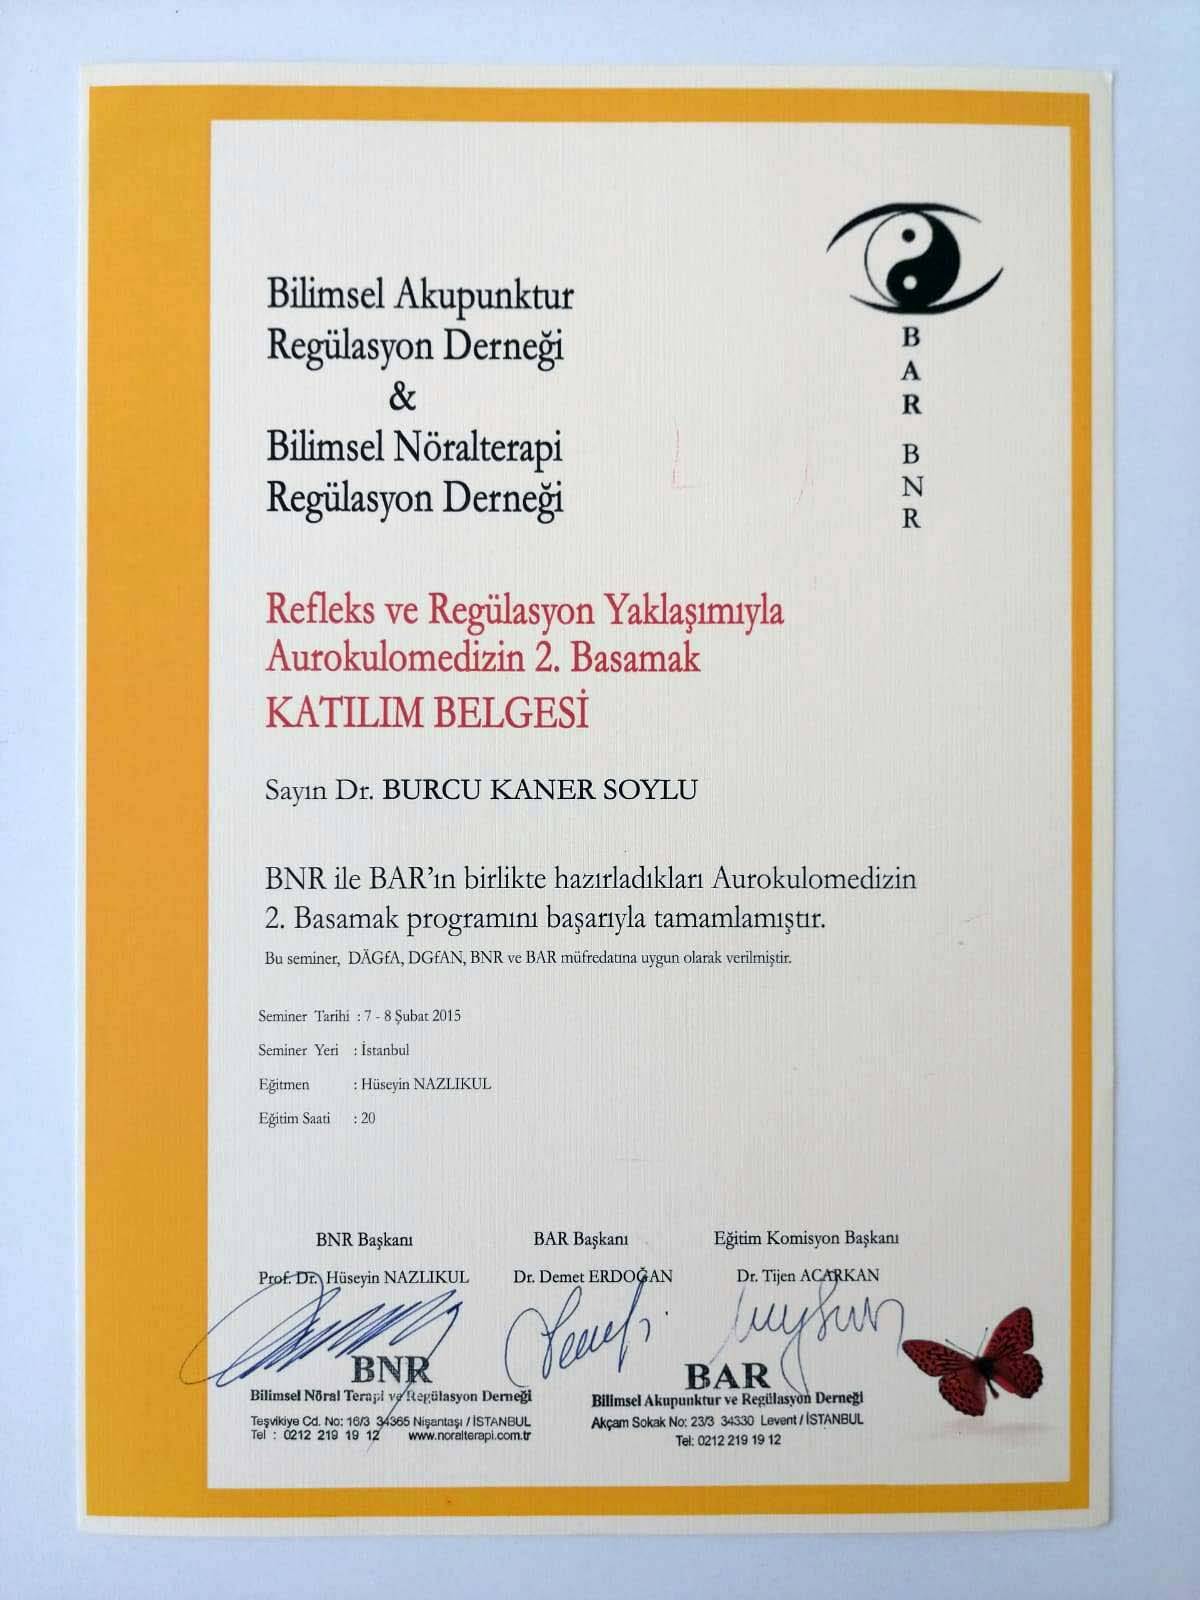 Bilimsel Akupunktur
Regülasyon Derneği
&
Bilimsel Nöralterapi
Regülasyon Derneği
B
A
R
B
N
R
Refleks ve Regülasyon Yaklaşımıyla
Aurokulomedizin 2. Basamak
KATILIM BELGESİ
Sayın Dr. BURCU KANER SOYLU
BNR ile BAR'ın birlikte hazırladıkları Aurokulomedizin
2. Basamak programını başarıyla tamamlamıştır.
Bu seminer, DÄGfA, DGfAN, BNR ve BAR müfredatına uygun olarak verilmiştir.
Seminer Tarihi : 7 - 8 Şubat 2015
Seminer Yeri : İstanbul
Eğitmen : Hüseyin NAZLIKUL
Eğitim Saati : 20
BNR Başkanı
Prof. Dr. Hüseyin NAZLIKUL
BAR Başkanı
Dr. Demet ERDOĞAN
Eğitim Komisyon Başkanı
Dr. Tijen ACARKAN
BNR
Bilimsel Nöral Terapi ve Regülasyon Derneği
Teşvikiye Cd. No: 16/3 34365 Nişantaşı / İSTANBUL
Tel : 0212 219 19 12 www.noralterapi.com.tr
BAR
Bilimsel Akupunktur ve Regülasyon Derneği
Akçam Sokak No: 23/3 34330 Levent / İSTANBUL
Tel: 0212 219 19 12